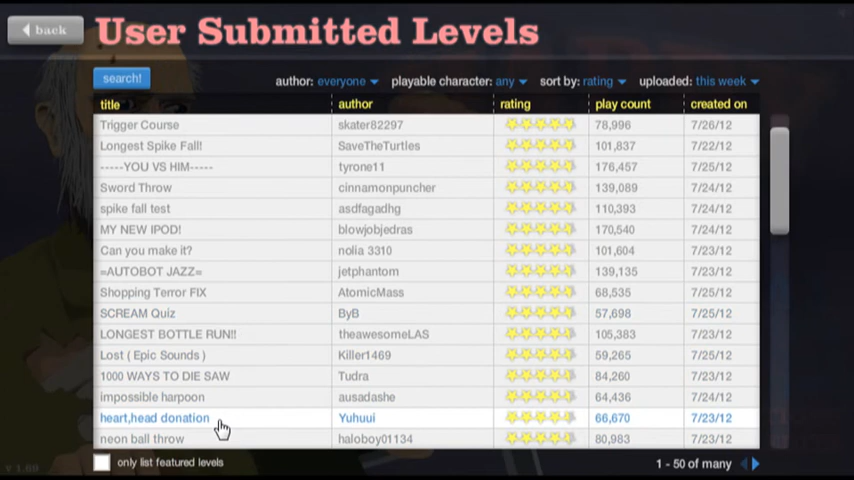 back User Submitted Levels
search! author: everyone playable character: any sort by: rating uploaded: this week
title author rating play count created on
Trigger Course skater82297 78,996 7/26/12
Longest Spike Fall! SaveTheTurtles 101,837 7/22/12
-----YOU VS HIM----- tyrone11 176,457 7/25/12
Sword Throw cinnamonpuncher 139,089 7/24/12
spike fall test asdfagadhg 110,393 7/24/12
MY NEW IPOD! blowjobjedras 170,540 7/24/12
Can you make it? nolia 3310 101,604 7/23/12
=AUTOBOT JAZZ= jetphantom 139,135 7/23/12
Shopping Terror FIX AtomicMass 68,535 7/25/12
SCREAM Quiz ByB 57,698 7/25/12
LONGEST BOTTLE RUN!! theawesomeLAS 105,383 7/23/12
Lost ( Epic Sounds ) Killer1469 59,265 7/25/12
1000 WAYS TO DIE SAW Tudra 84,260 7/23/12
impossible harpoon ausadashe 64,436 7/24/12
heart,head donation Yuhuui 66,670 7/23/12
neon ball throw haloboy01134 80,983 7/23/12
only list featured levels 1 - 50 of many
v 1.60